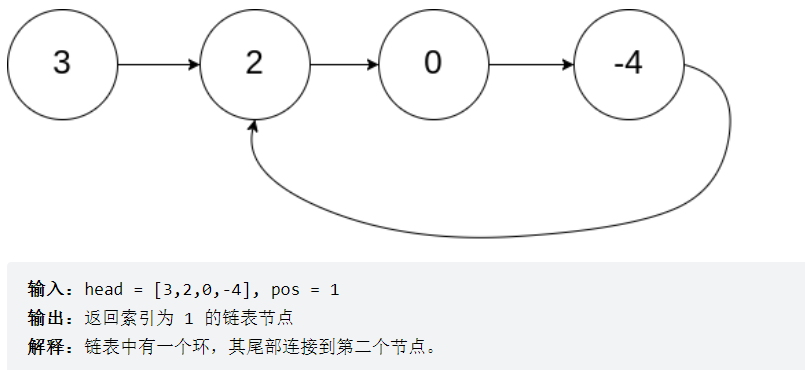 3 2 0 -4
输入：head = [3,2,0,-4], pos = 1
输出：返回索引为 1 的链表节点
解释：链表中有一个环，其尾部连接到第二个节点。